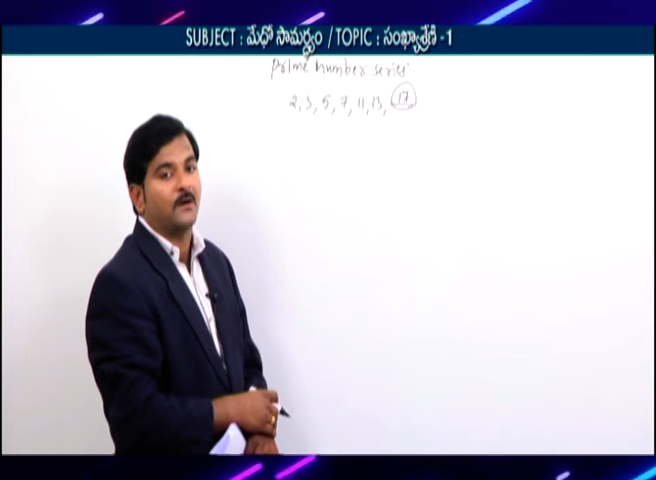 SUBJECT : మేధో సామర్థ్యం / TOPIC : సంఖ్యాశ్రేణి -1
Prime number series
2, 3, 5, 7, 11, 13, 17